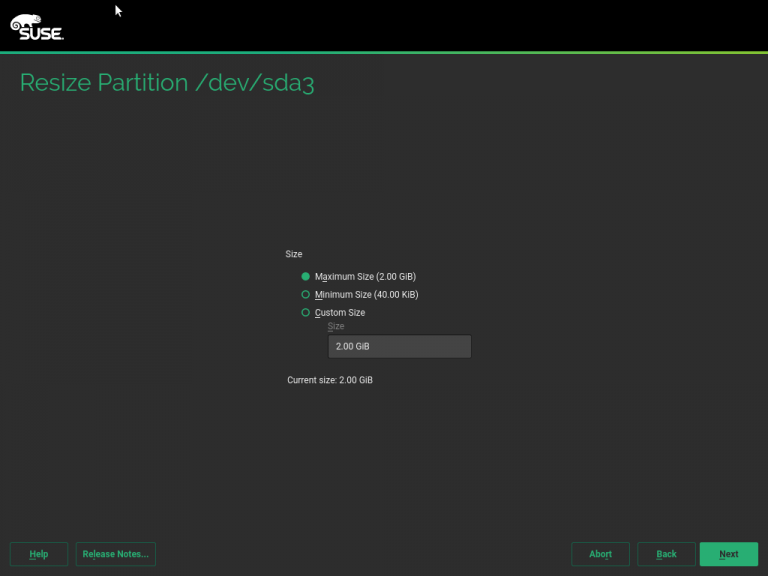 SUSE
Resize Partition /dev/sda3
Size
Maximum Size (2.00 GiB)
Minimum Size (40.00 KiB)
Custom Size
Size
2.00 GiB
Current size: 2.00 GiB
Help
Release Notes...
Abort
Back
Next